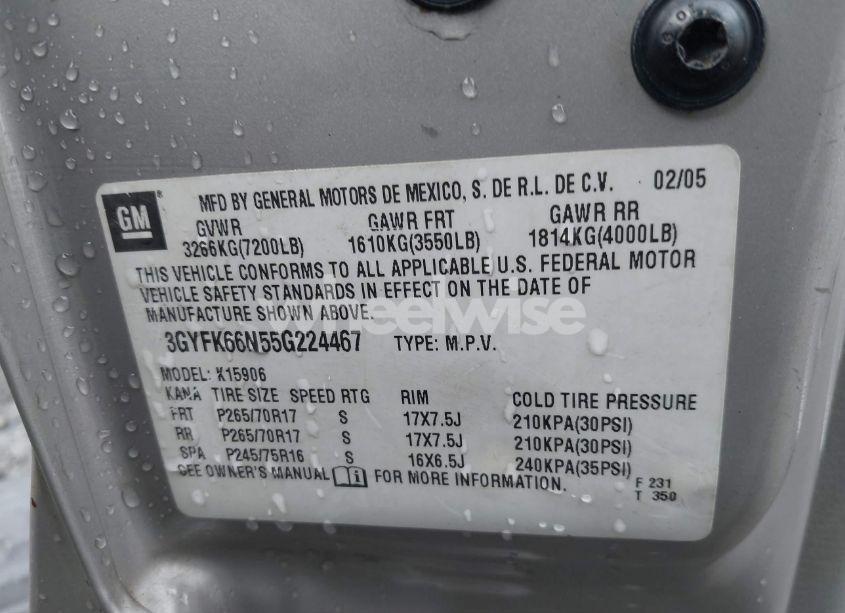 GM
MFD BY GENERAL MOTORS DE MEXICO, S. DE R.L. DE C.V. 02/05
GVWR GAWR FRT GAWR RR
3266KG(7200LB) 1610KG(3550LB) 1814KG(4000LB)
THIS VEHICLE CONFORMS TO ALL APPLICABLE U.S. FEDERAL MOTOR
VEHICLE SAFETY STANDARDS IN EFFECT ON THE DATE OF
MANUFACTURE SHOWN ABOVE.
wheelwise
3GYFK66N55G224467 TYPE: M.P.V.
MODEL: K15906
KANA TIRE SIZE SPEED RTG RIM COLD TIRE PRESSURE
FRT P265/70R17 S 17X7.5J 210KPA(30PSI)
RR P265/70R17 S 17X7.5J 210KPA(30PSI)
SPA P245/75R16 S 16X6.5J 240KPA(35PSI)
SEE OWNER'S MANUAL FOR MORE INFORMATION.
F 231
T 350